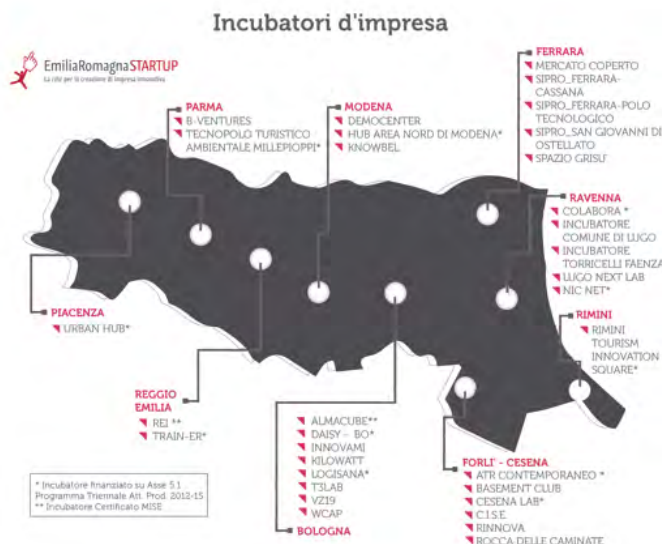 Incubatori d'impresa
EmiliaRomagnaSTARTUP
La rete per la creazione di impresa innovativa
PARMA
B-VENTURES
TECNOPOLO TURISTICO
AMBIENTALE MILLEPIOPPI*
MODENA
DEMOCENTER
HUB AREA NORD DI MODENA*
KNOWBEL
FERRARA
MERCATO COPERTO
SIPRO_FERRARA-
CASSANA
SIPRO_FERRARA-POLO
TECNOLOGICO
SIPRO_SAN GIOVANNI DI
OSTELLATO
SPAZIO GRISU'
RAVENNA
COLABORA *
INCUBATORE
COMUNE DI LUGO
INCUBATORE
TORRICELLI FAENZA
LUGO NEXT LAB
NIC NET*
PIACENZA
URBAN HUB*
RIMINI
RIMINI
TOURISM
INNOVATION
SQUARE*
REGGIO
EMILIA
REI **
TRAIN-ER*
ALMACUBE**
DAISY - BO*
INNOVAMI
KILOWATT
LOGISANA*
T3LAB
VZ19
WCAP
BOLOGNA
FORLI' - CESENA
ATR CONTEMPORANEO *
BASEMENT CLUB
CESENA LAB*
C.I.S.E.
RINNOVA
ROCCA DELLE CAMINATE
* Incubatore finanziato su Asse 5.1
Programma Triennale Att. Prod. 2012-15
** Incubatore Certificato MISE